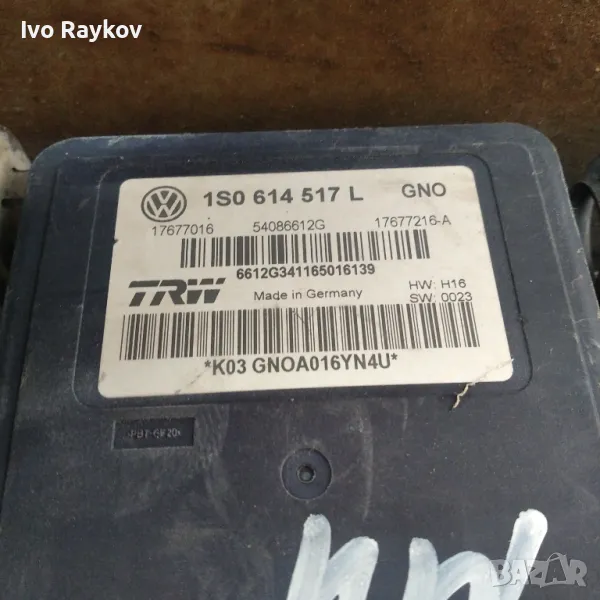 Ivo Raykov
1S0 614 517 L GNO
17677016 54086612G 17677216-A
6612G341165016139
TRW Made in Germany HW: H16
SW: 0023
*K03 GNOA016YN4U*
BAZAR